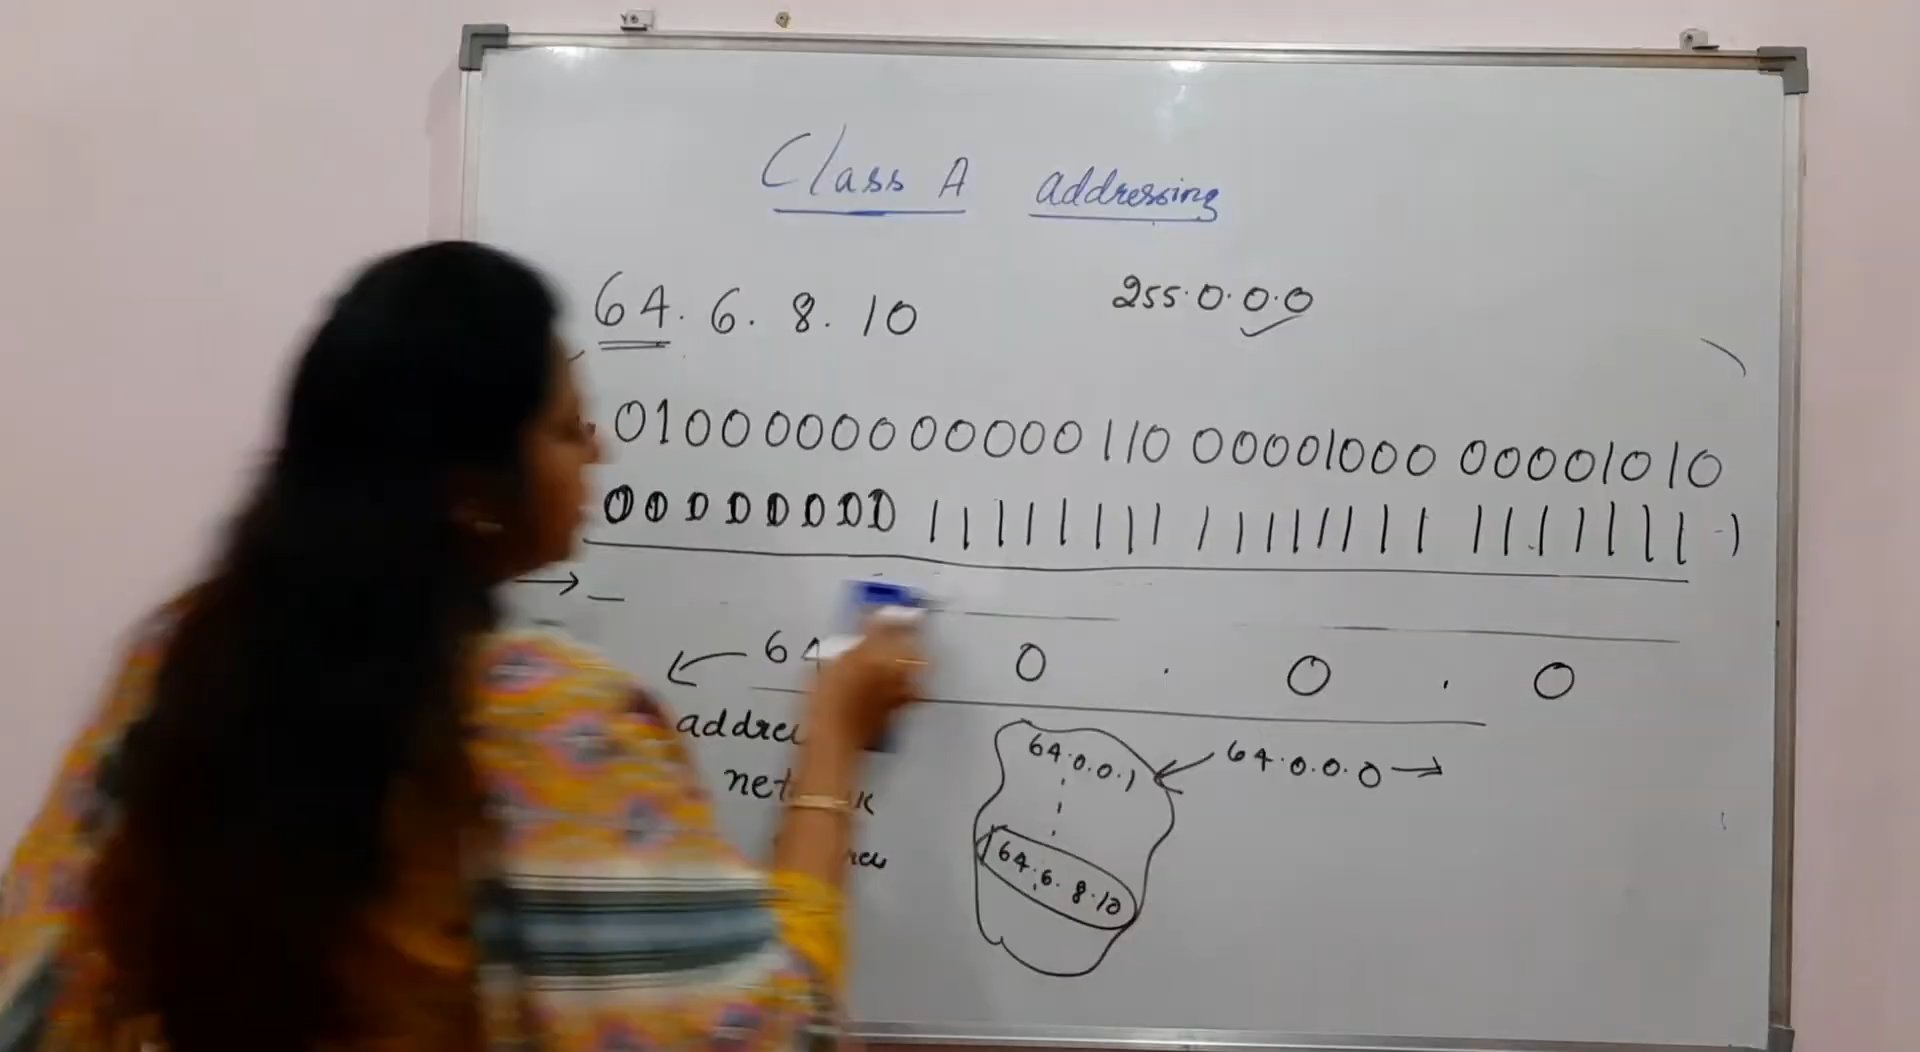 Class A addressing
64. 6. 8. 10
255.0.0.0
01000000 00000110 00001000 00001010
00000000 11111111 11111111 11111111
0 . 0 . 0
64.0.0.1
64.0.0.0
64.6.8.10